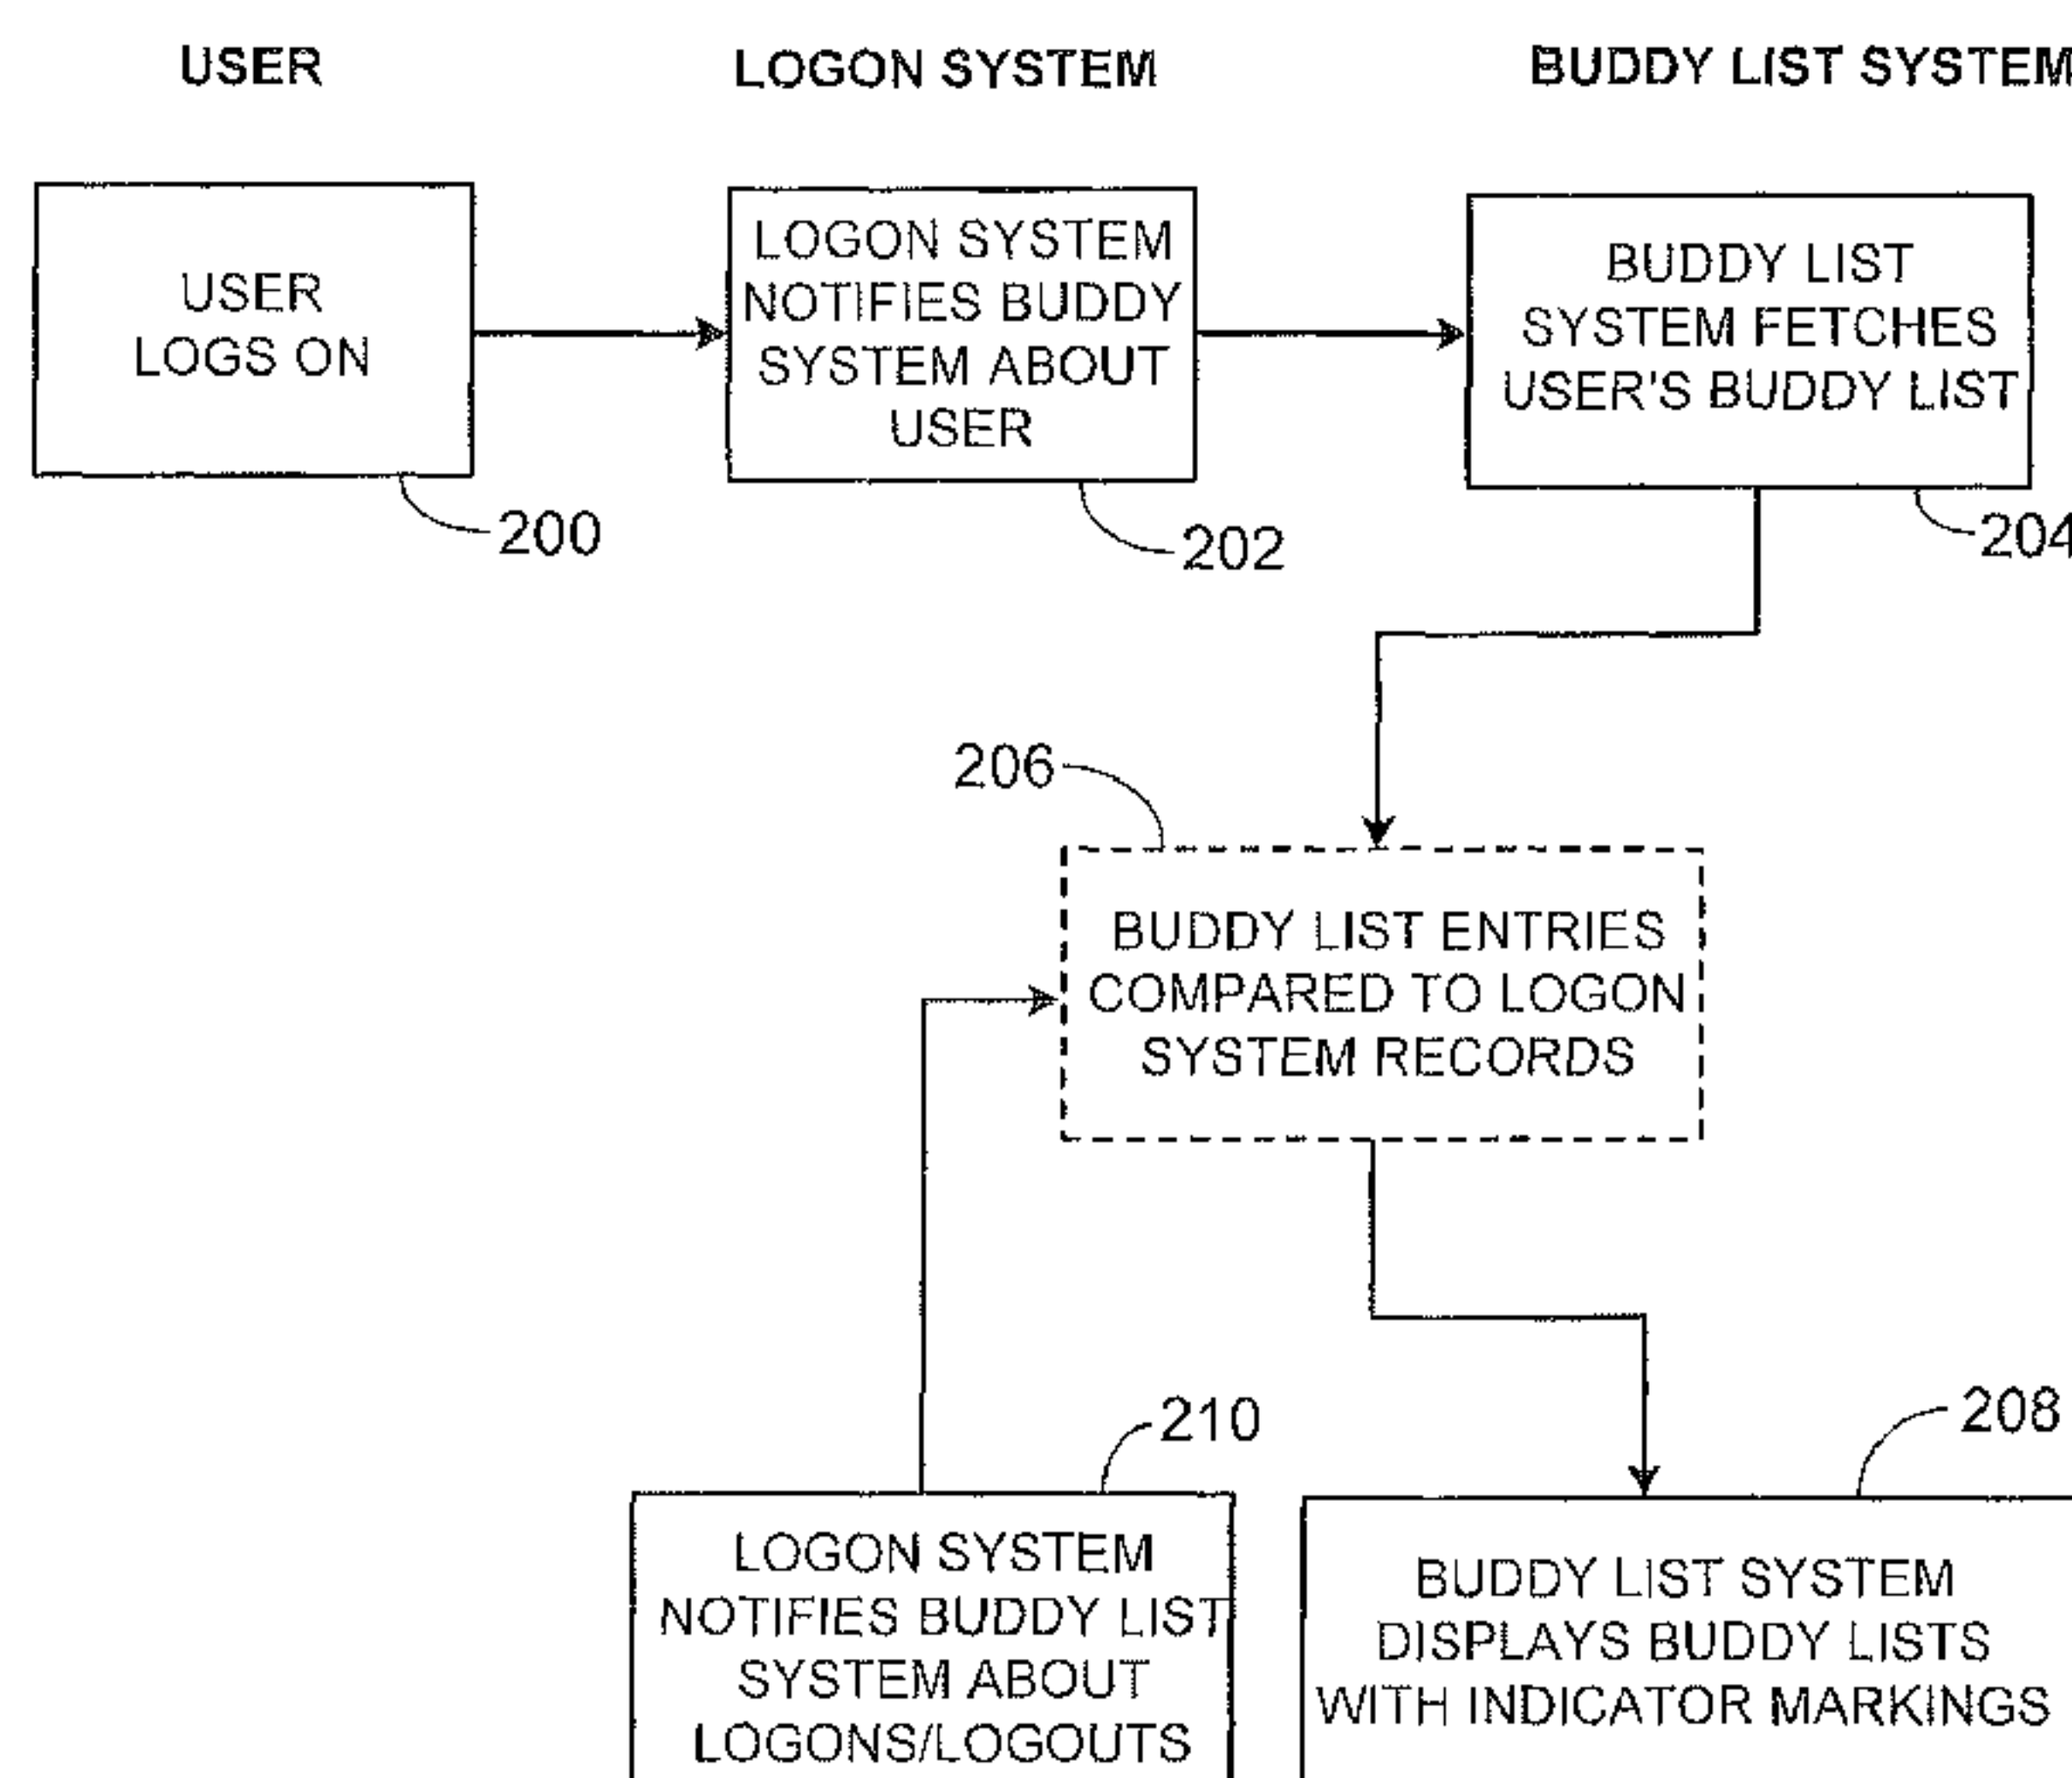 USER
LOGON SYSTEM
BUDDY LIST SYSTEM
USER
LOGS ON
LOGON SYSTEM
NOTIFIES BUDDY
SYSTEM ABOUT
USER
BUDDY LIST
SYSTEM FETCHES
USER'S BUDDY LIST
200
202
204
206
BUDDY LIST ENTRIES
COMPARED TO LOGON
SYSTEM RECORDS
210
208
LOGON SYSTEM
NOTIFIES BUDDY LIST
SYSTEM ABOUT
LOGONS/LOGOUTS
BUDDY LIST SYSTEM
DISPLAYS BUDDY LISTS
WITH INDICATOR MARKINGS